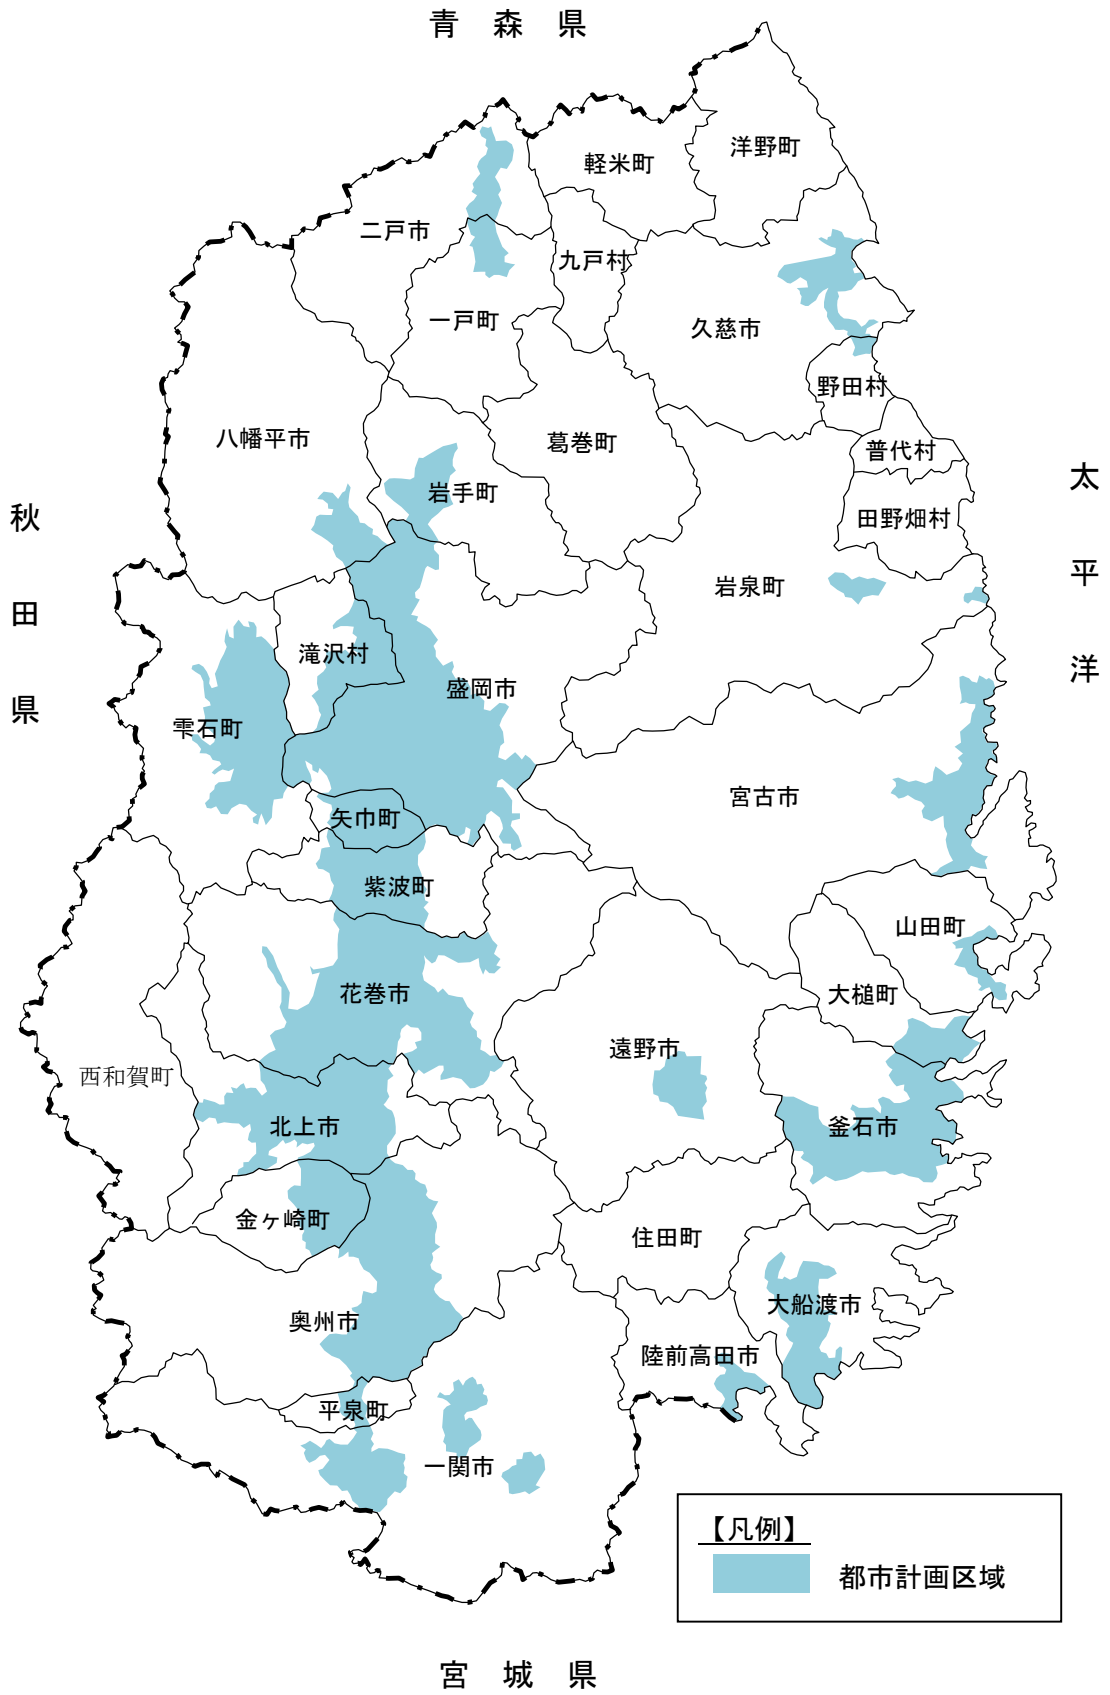 青森県
洋野町
軽米町
二戸市
九戸村
一戸町
久慈市
野田村
八幡平市
葛巻町
普代村
岩手町
田野畑村
太平洋
秋田県
岩泉町
滝沢村
盛岡市
雫石町
宮古市
矢巾町
紫波町
山田町
花巻市
大槌町
遠野市
西和賀町
北上市
釜石市
金ヶ崎町
住田町
大船渡市
奥州市
陸前高田市
平泉町
一関市
【凡例】
都市計画区域
宮城県